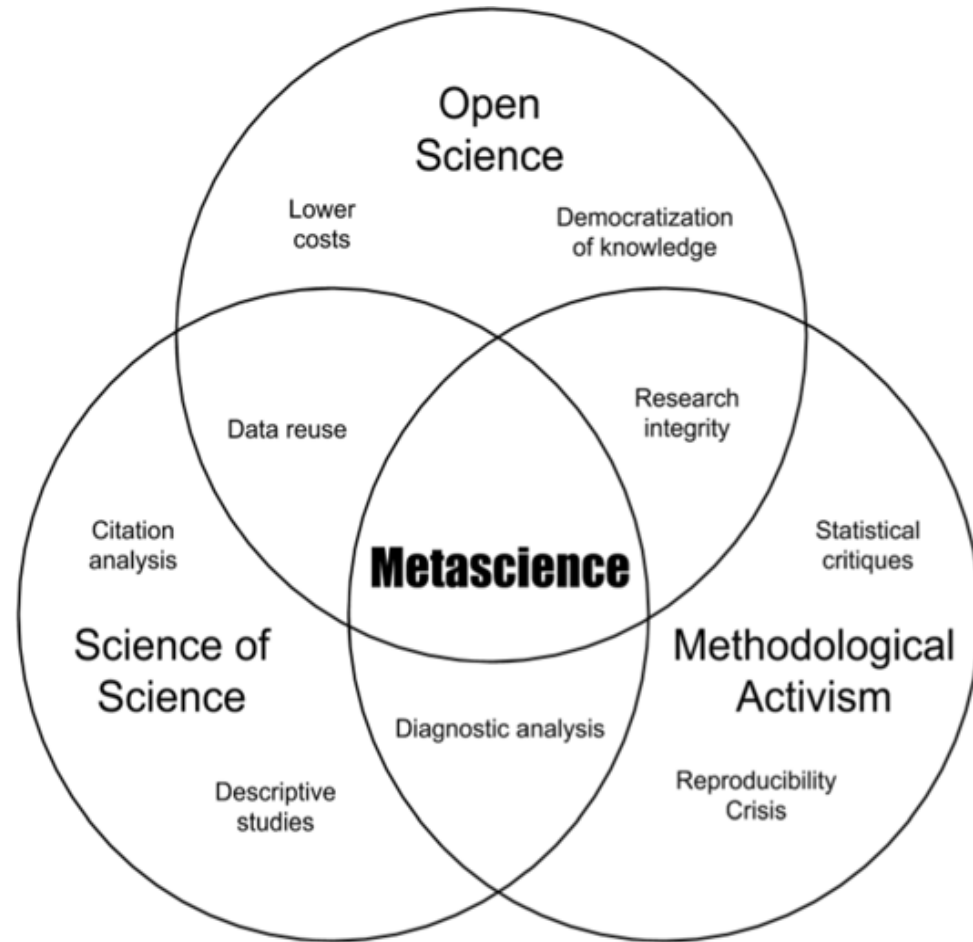 Open
Science
Lower
costs
Democratization
of knowledge
Data reuse
Research
integrity
Citation
analysis
Statistical
critiques
Metascience
Science of
Science
Methodological
Activism
Diagnostic analysis
Descriptive
studies
Reproducibility
Crisis